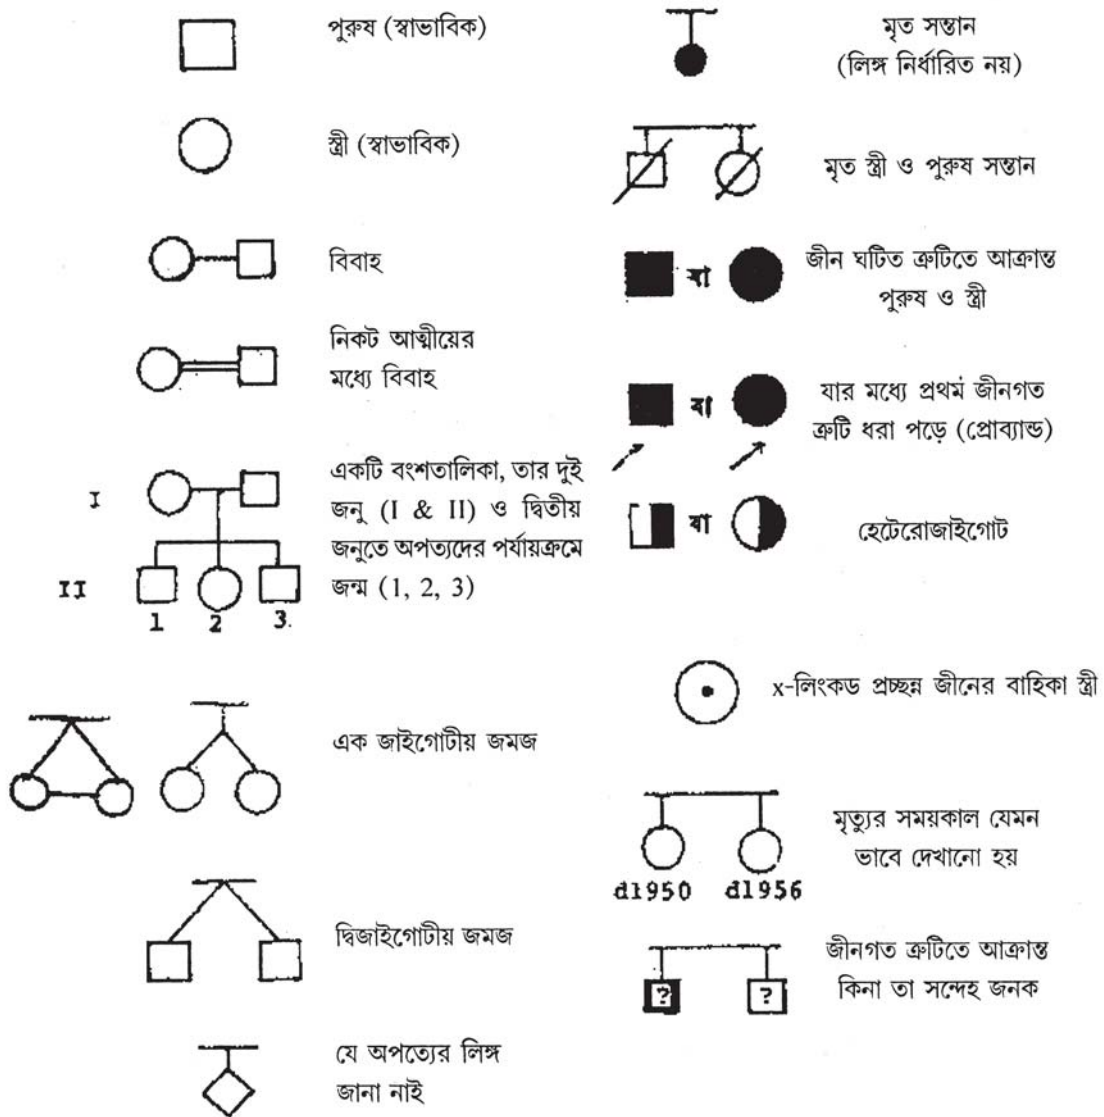 পুরুষ (স্বাভাবিক)
স্ত্রী (স্বাভাবিক)
বিবাহ
নিকট আত্মীয়ের
মধ্যে বিবাহ
I
II
1 2 3.
একটি বংশতালিকা, তার দুই
জনু (I & II) ও দ্বিতীয়
জনুতে অপত্যদের পর্যায়ক্রমে
জন্ম (1, 2, 3)
এক জাইগোটীয় জমজ
দ্বিজাইগোটীয় জমজ
যে অপত্যের লিঙ্গ
জানা নাই
মৃত সন্তান
(লিঙ্গ নির্ধারিত নয়)
মৃত স্ত্রী ও পুরুষ সন্তান
বা
জীন ঘটিত ত্রুটিতে আক্রান্ত
পুরুষ ও স্ত্রী
বা
যার মধ্যে প্রথম জীনগত
ত্রুটি ধরা পড়ে (প্রোব্যান্ড)
বা
হেটেরোজাইগোট
x-লিংকড প্রচ্ছন্ন জীনের বাহিকা স্ত্রী
d1950 d1956
মৃত্যুর সময়কাল যেমন
ভাবে দেখানো হয়
? ?
জীনগত ত্রুটিতে আক্রান্ত
কিনা তা সন্দেহ জনক